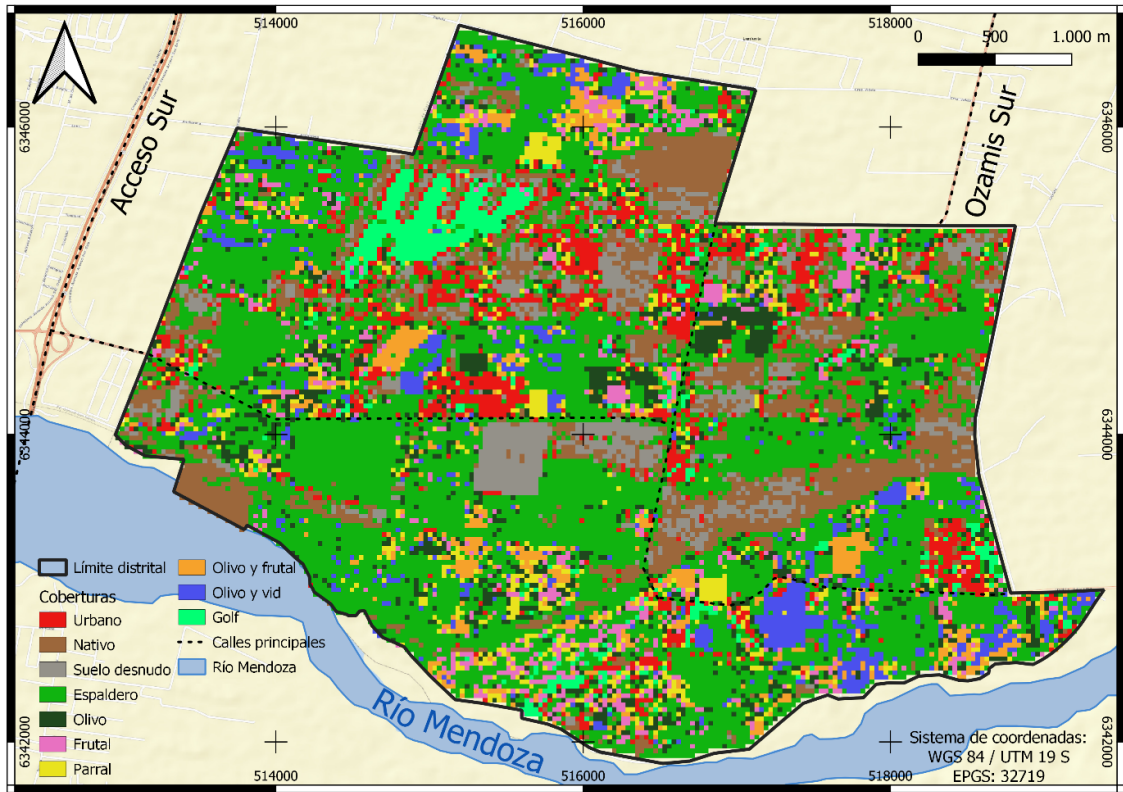 514000
516000
518000
0 500 1.000 m
6346000
6346000
Acceso Sur
Ozamis Sur
6344000
6344000
Límite distrital
Coberturas
Urbano
Nativo
Suelo desnudo
Espaldero
Olivo
Frutal
Parral
Olivo y frutal
Olivo y vid
Golf
Calles principales
Río Mendoza
Río Mendoza
6342000
6342000
Sistema de coordenadas:
WGS 84 / UTM 19 S
EPGS: 32719
514000
516000
518000